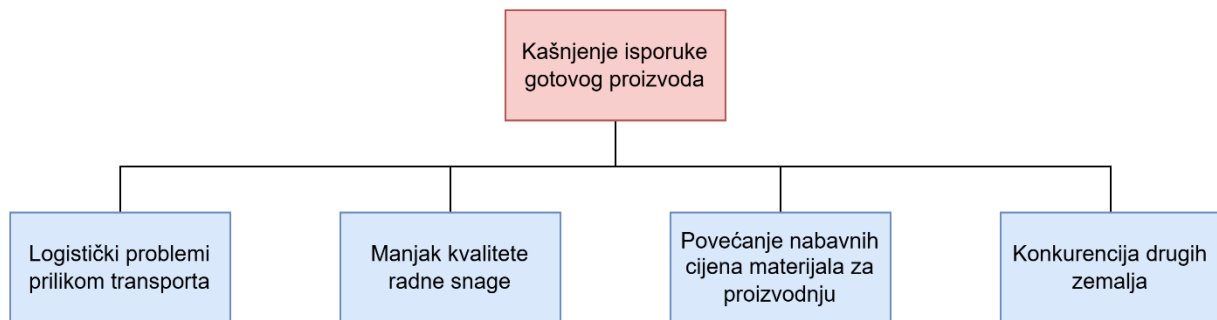 Kašnjenje isporuke
gotovog proizvoda
Logistički problemi
prilikom transporta
Manjak kvalitete
radne snage
Povećanje nabavnih
cijena materijala za
proizvodnju
Konkurencija drugih
zemalja